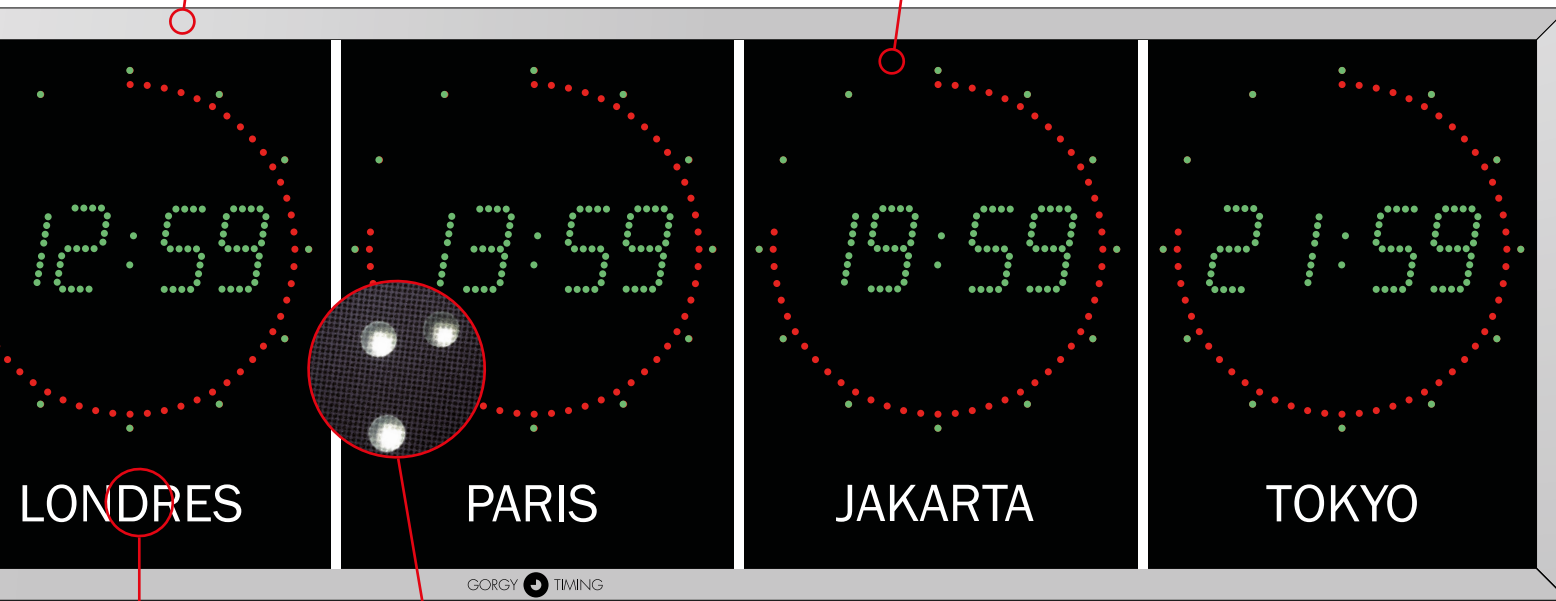 12:59
13:59
19:59
21:59
LONDRES
PARIS
JAKARTA
TOKYO
GORGY TIMING